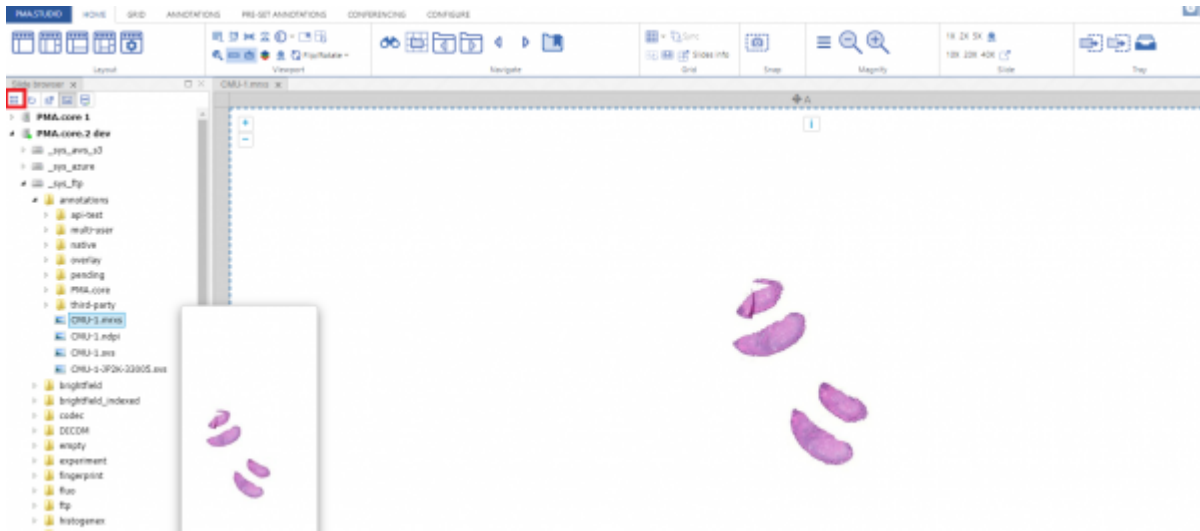 PMA.STUDIO HOME GRID ANNOTATIONS PRE-SET ANNOTATIONS CONFERENCING CONFIGURE
Flip/Rotate
Sync
Slides info
1X 2X 5X
10X 20X 40X
Layout Viewport Navigate Grid Snap Magnify Slide Tray
Slide browser x CMU-1.mrxs x
A
PMA.core 1
PMA.core.2 dev
_sys_aws_s3
_sys_azure
_sys_ftp
annotations
api-test
multi-user
native
overlay
pending
PMA.core
third-party
CMU-1.mrxs
CMU-1.ndpi
CMU-1.svs
CMU-1-JP2K-33005.svs
brightfield
brightfield_indexed
codec
DICOM
empty
experiment
fingerprint
fluo
ftp
histogenex